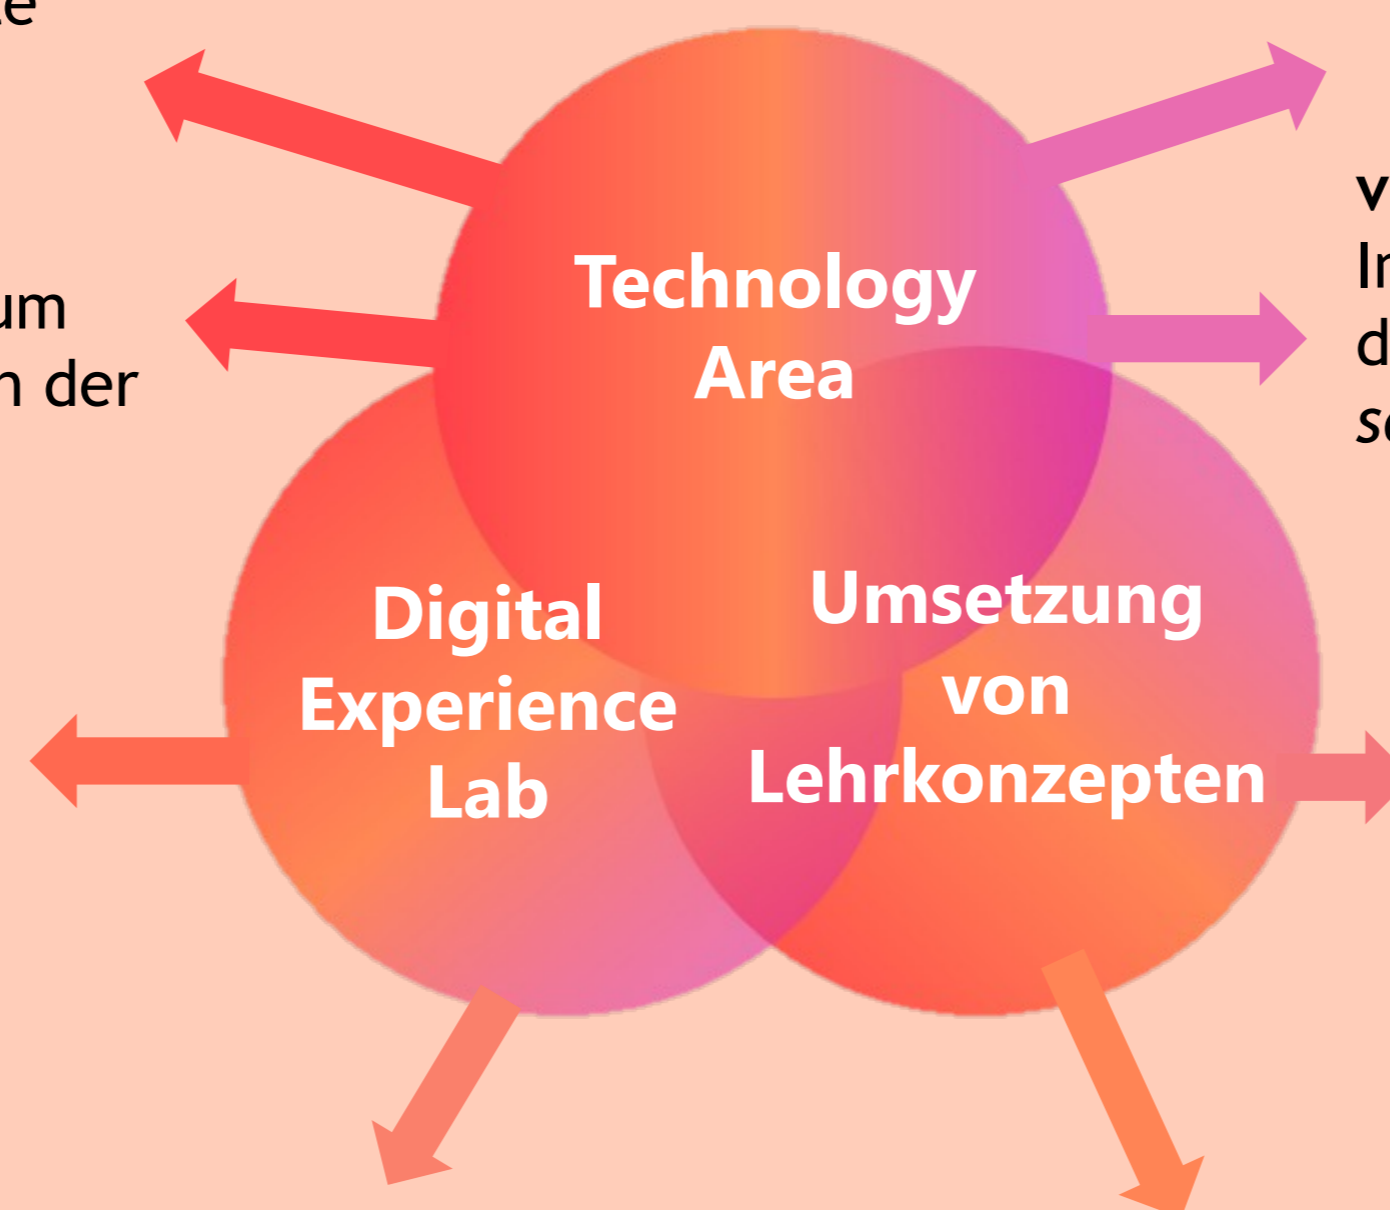 um
der
Technology
Area
Digital
Experience
Lab
Umsetzung
von
Lehrkonzepten